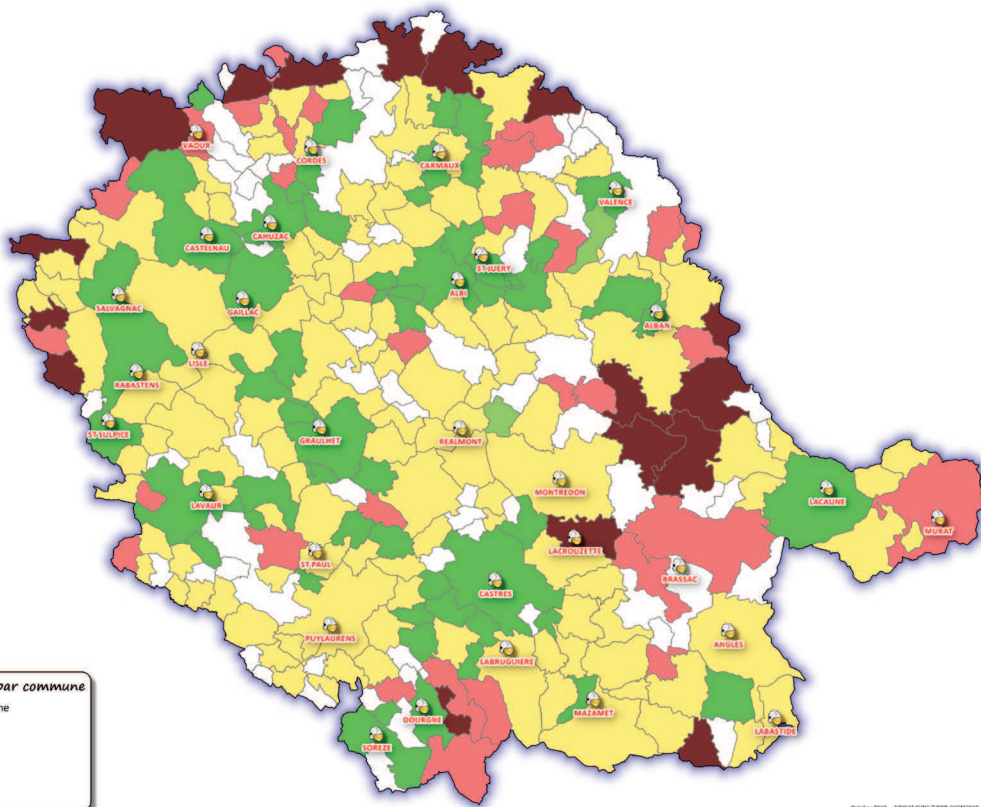 VAOUR
CORDES
CARMAUX
VALENCE
CASTELNAU
CAHUZAC
ST JUERY
ALBI
SALVAGNAC
GAILLAC
ALBAN
LISLE
RABASTENS
ST SULPICE
GRAULHET
REALMONT
LAVAUR
MONTREDON
LACAUNE
MURAT
LACROUZETTE
ST PAUL
BRASSAC
CASTRES
PUYLAURENS
ANGLES
LABRUGUIERE
par commune
MAZAMET
DOURGNE
LABASTIDE
SOREZE